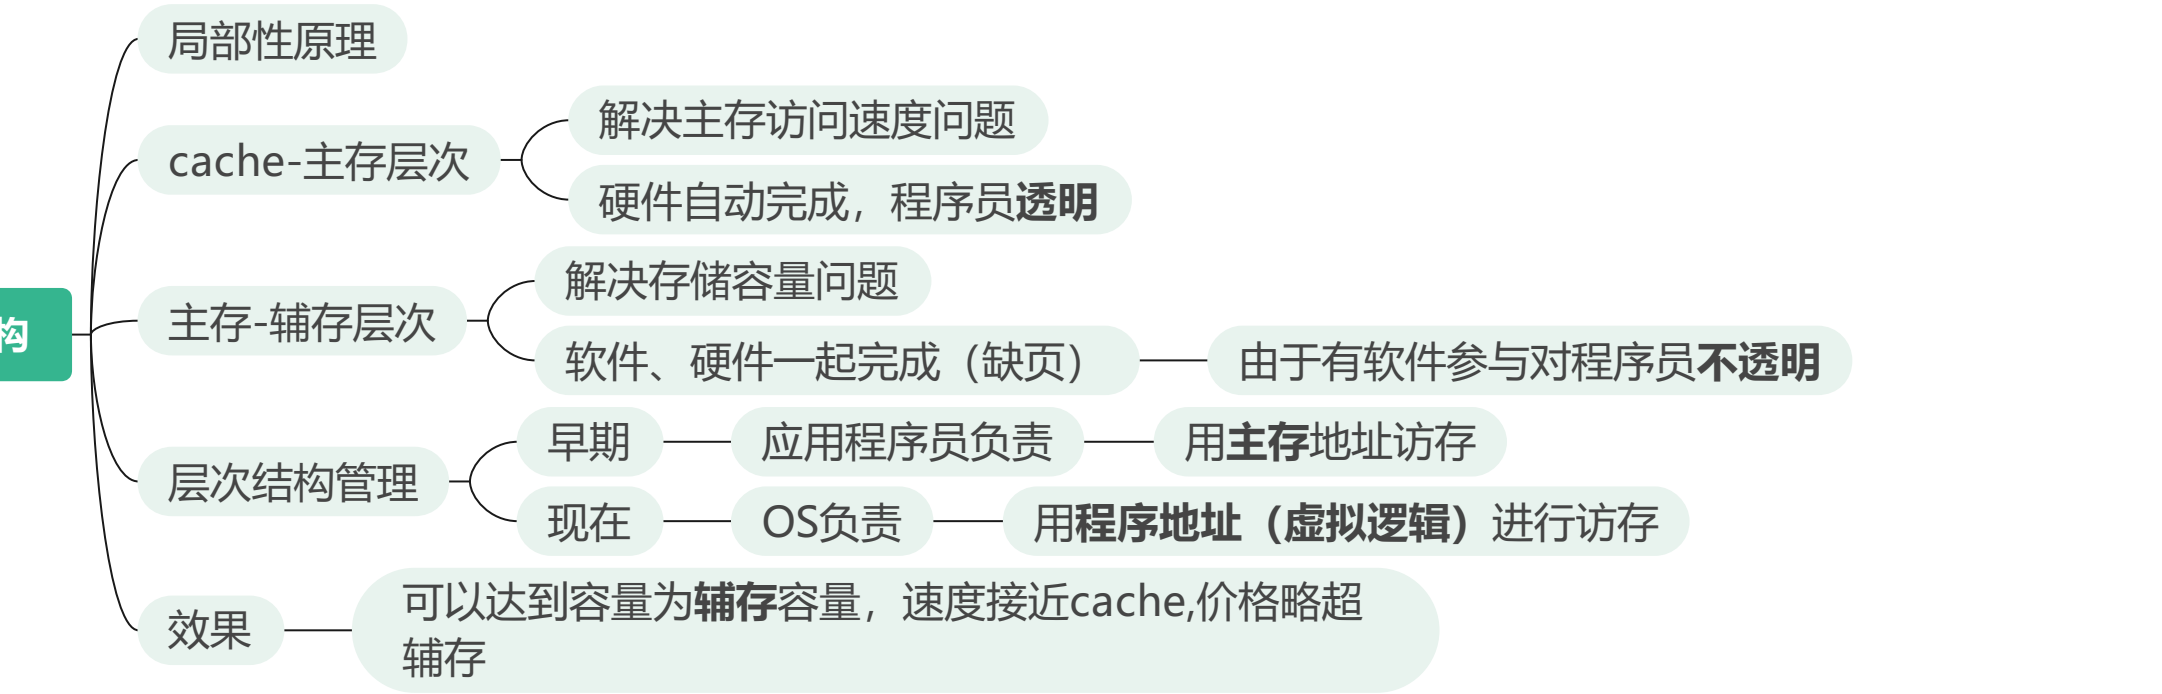 局部性原理
cache-主存层次
解决主存访问速度问题
硬件自动完成，程序员透明
主存-辅存层次
解决存储容量问题
软件、硬件一起完成（缺页）
由于有软件参与对程序员不透明
构
层次结构管理
早期
应用程序员负责
用主存地址访存
现在
OS负责
用程序地址（虚拟逻辑）进行访存
效果
可以达到容量为辅存容量，速度接近cache,价格略超
辅存